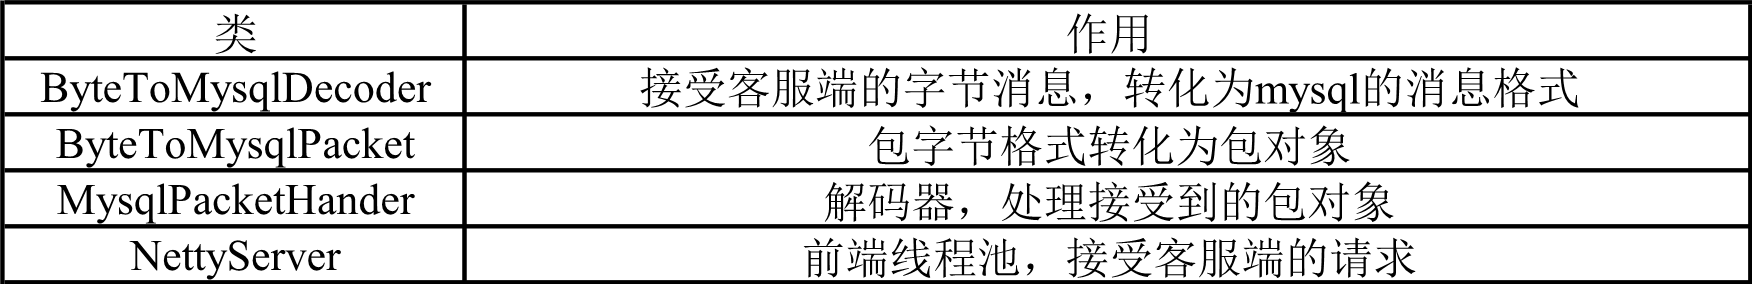 类 作用
ByteToMysqlDecoder 接受客服端的字节消息，转化为mysql的消息格式
ByteToMysqlPacket 包字节格式转化为包对象
MysqlPacketHander 解码器，处理接受到的包对象
NettyServer 前端线程池，接受客服端的请求